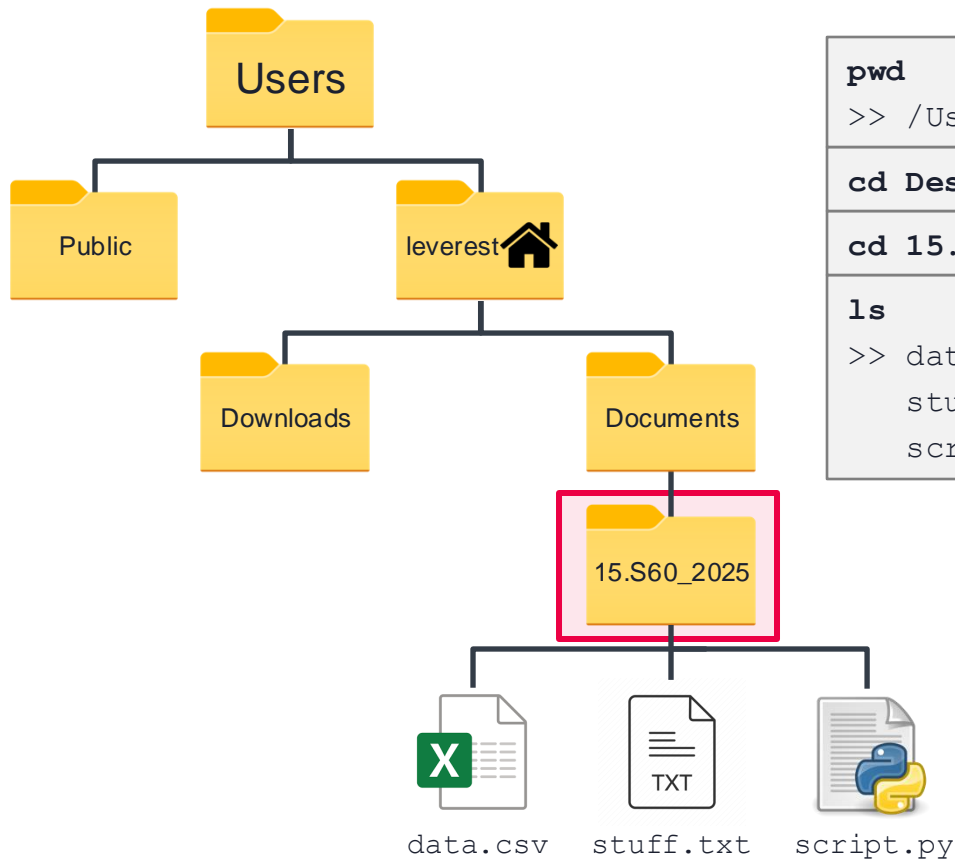 Users
pwd
>> /Us
cd Des
Public
leverest
cd 15.
ls
>> dat
stu
scr
Downloads
Documents
15.S60_2025
X
TXT
data.csv
stuff.txt
script.py